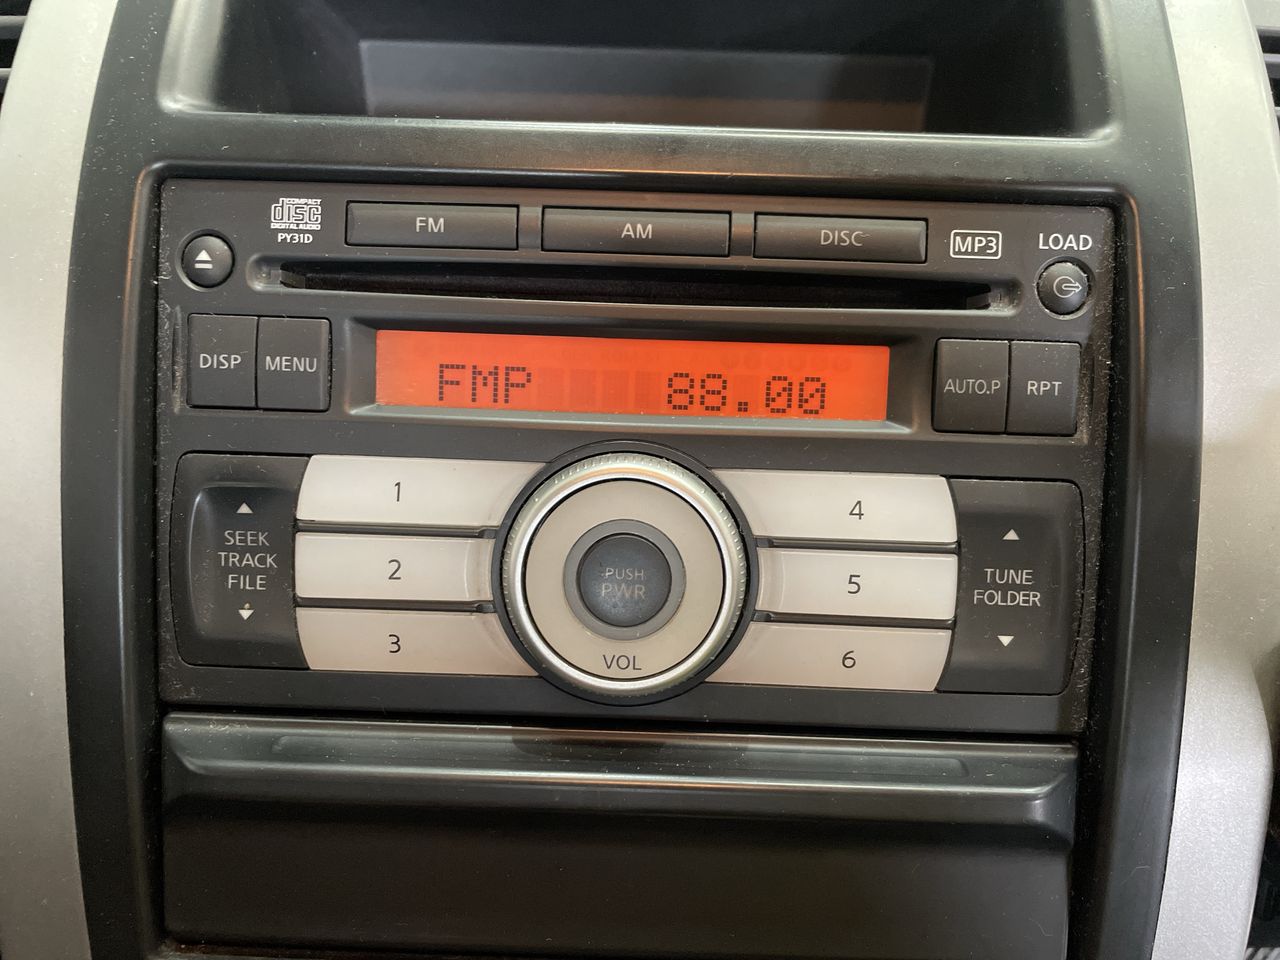 COMPACT
disc
DIGITAL AUDIO
PY31D
FM
AM
DISC
MP3
LOAD
DISP
MENU
FMP 88.00
AUTO.P
RPT
SEEK
TRACK
FILE
1
2
3
PUSH
PWR
VOL
4
5
6
TUNE
FOLDER